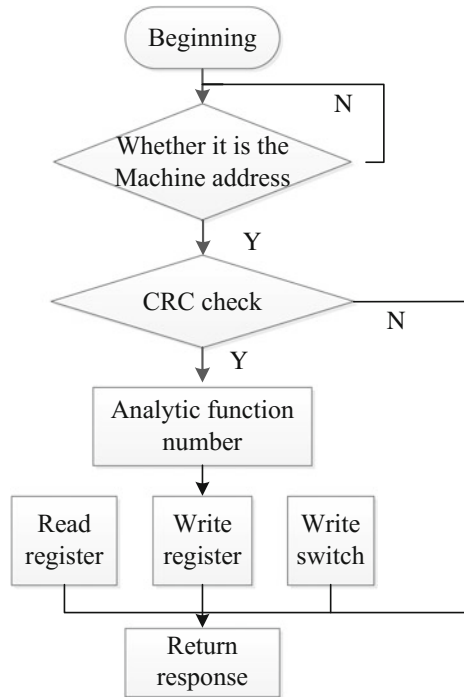 Beginning
N
Whether it is the
Machine address
Y
CRC check
N
Y
Analytic function
number
Read
register
Write
register
Write
switch
Return
response